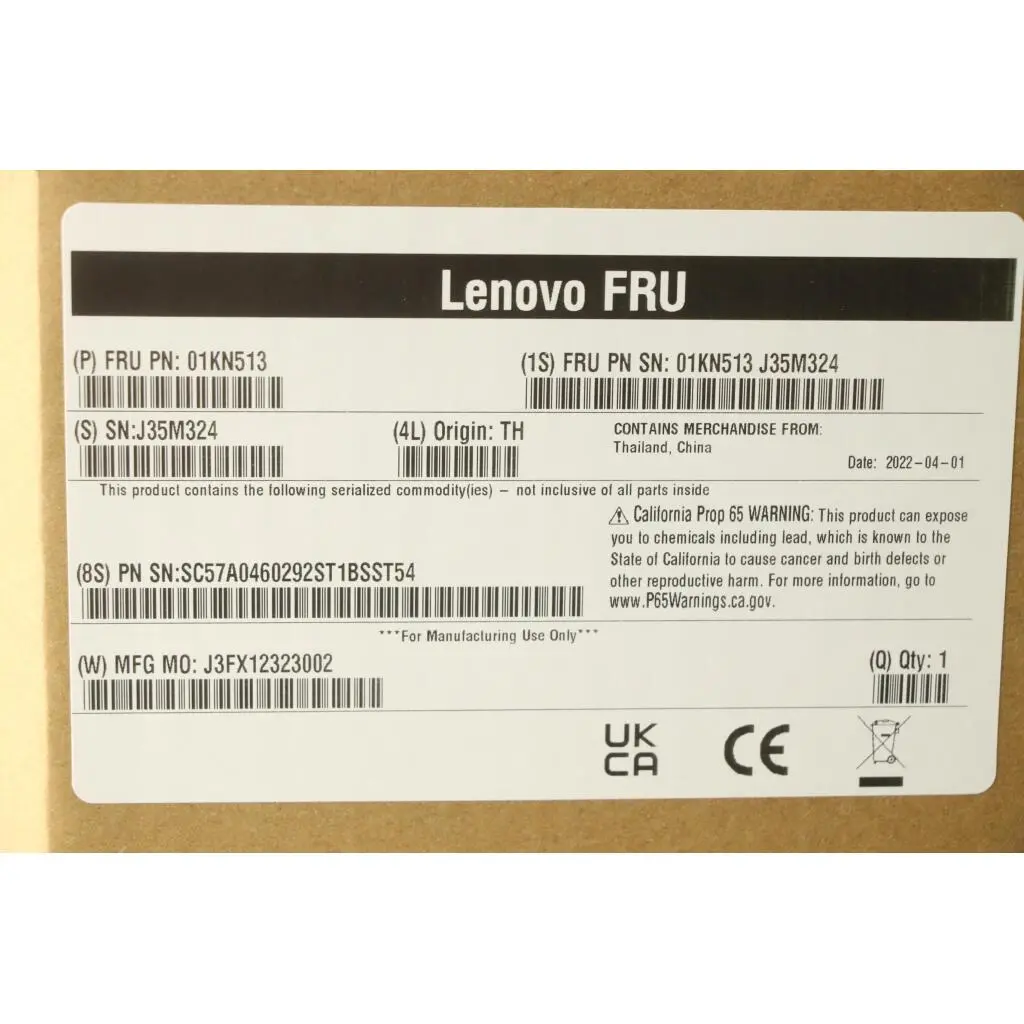 Lenovo FRU
(P) FRU PN: 01KN513
(1S) FRU PN SN: 01KN513 J35M324
(S) SN:J35M324
(4L) Origin: TH
CONTAINS MERCHANDISE FROM:
Thailand, China
Date: 2022-04-01
This product contains the following serialized commodity(ies) – not inclusive of all parts inside
⚠ California Prop 65 WARNING: This product can expose
you to chemicals including lead, which is known to the
State of California to cause cancer and birth defects or
other reproductive harm. For more information, go to
www.P65Warnings.ca.gov.
(8S) PN SN:SC57A0460292ST1BSST54
***For Manufacturing Use Only***
(W) MFG MO: J3FX12323002
(Q) Qty: 1
UK
CA
CE